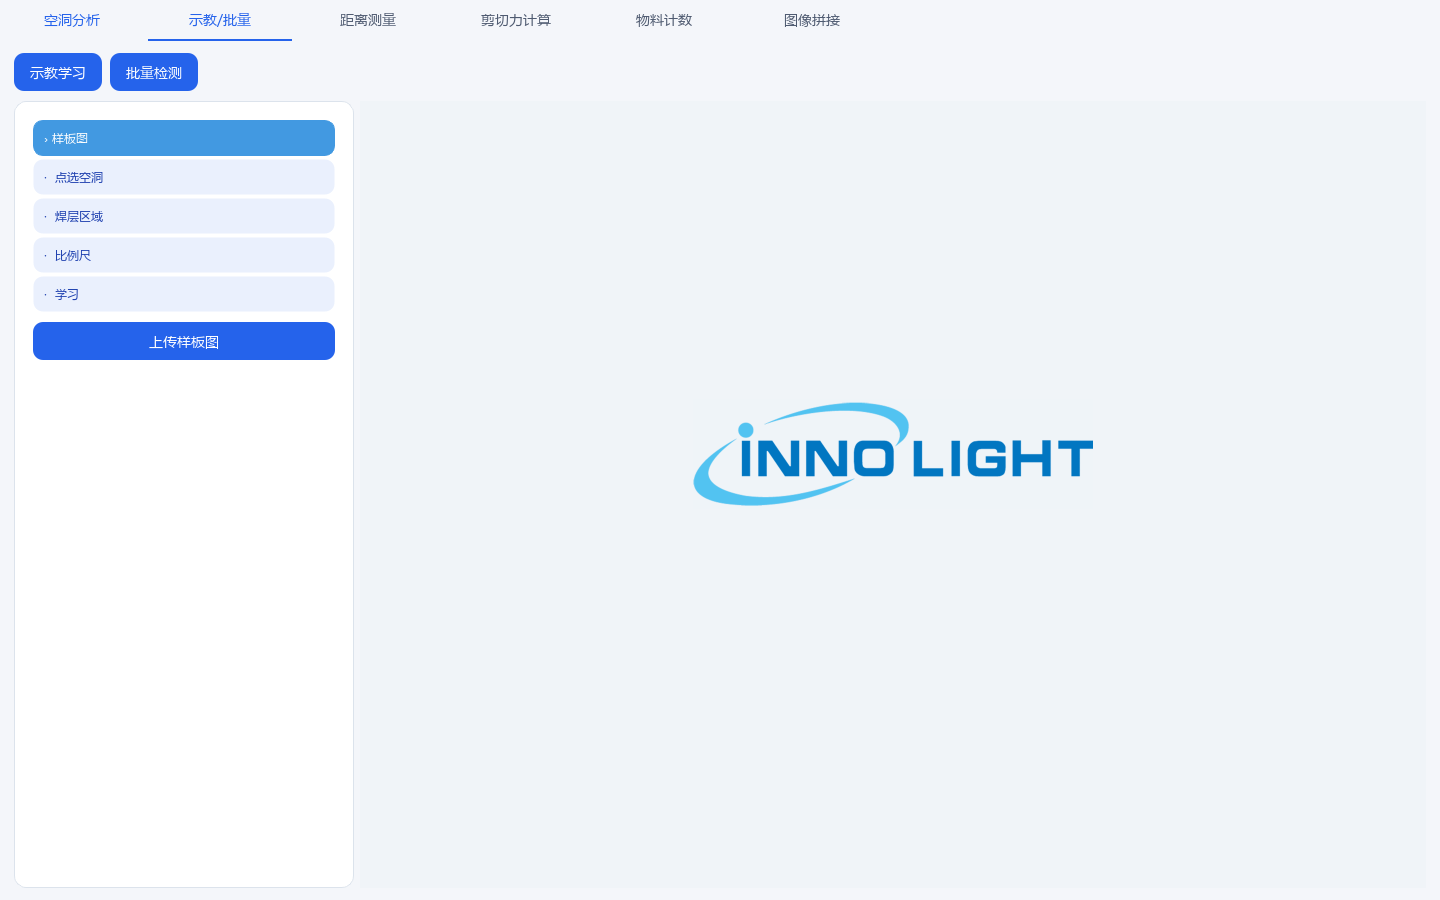 空洞分析 示教/批量 距离测量 剪切力计算 物料计数 图像拼接
示教学习 批量检测
› 样板图
· 点选空洞
· 焊层区域
· 比例尺
· 学习
上传样板图
INNOLIGHT